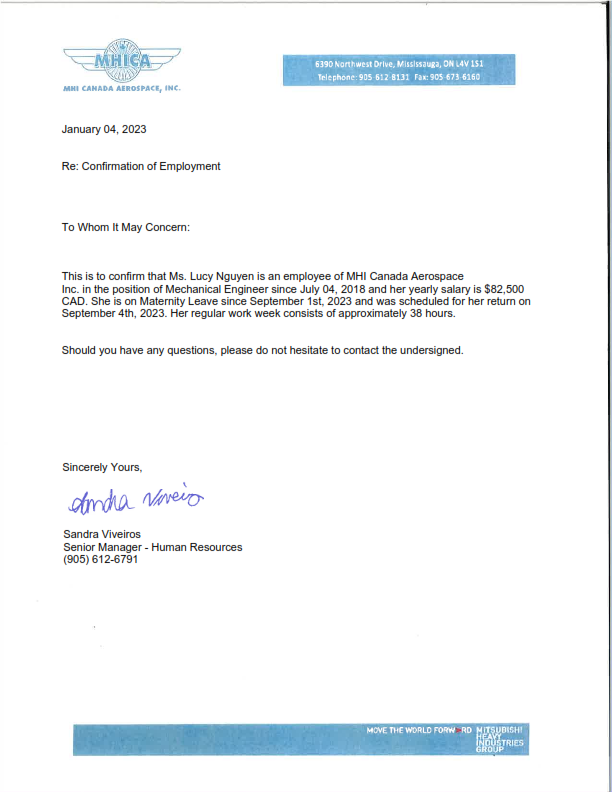 MHICA
MHI CANADA AEROSPACE, INC.
6390 Northwest Drive, Mississauga, ON L4V 1S1
Telephone: 905-612-8131 Fax: 905-673-6160
January 04, 2023
Re: Confirmation of Employment
To Whom It May Concern:
This is to confirm that Ms. Lucy Nguyen is an employee of MHI Canada Aerospace
Inc. in the position of Mechanical Engineer since July 04, 2018 and her yearly salary is $82,500
CAD. She is on Maternity Leave since September 1st, 2023 and was scheduled for her return on
September 4th, 2023. Her regular work week consists of approximately 38 hours.
Should you have any questions, please do not hesitate to contact the undersigned.
Sincerely Yours,
Sandra Viveiros
Senior Manager - Human Resources
(905) 612-6791
MOVE THE WORLD FORWARD MITSUBISHI
HEAVY
INDUSTRIES
GROUP